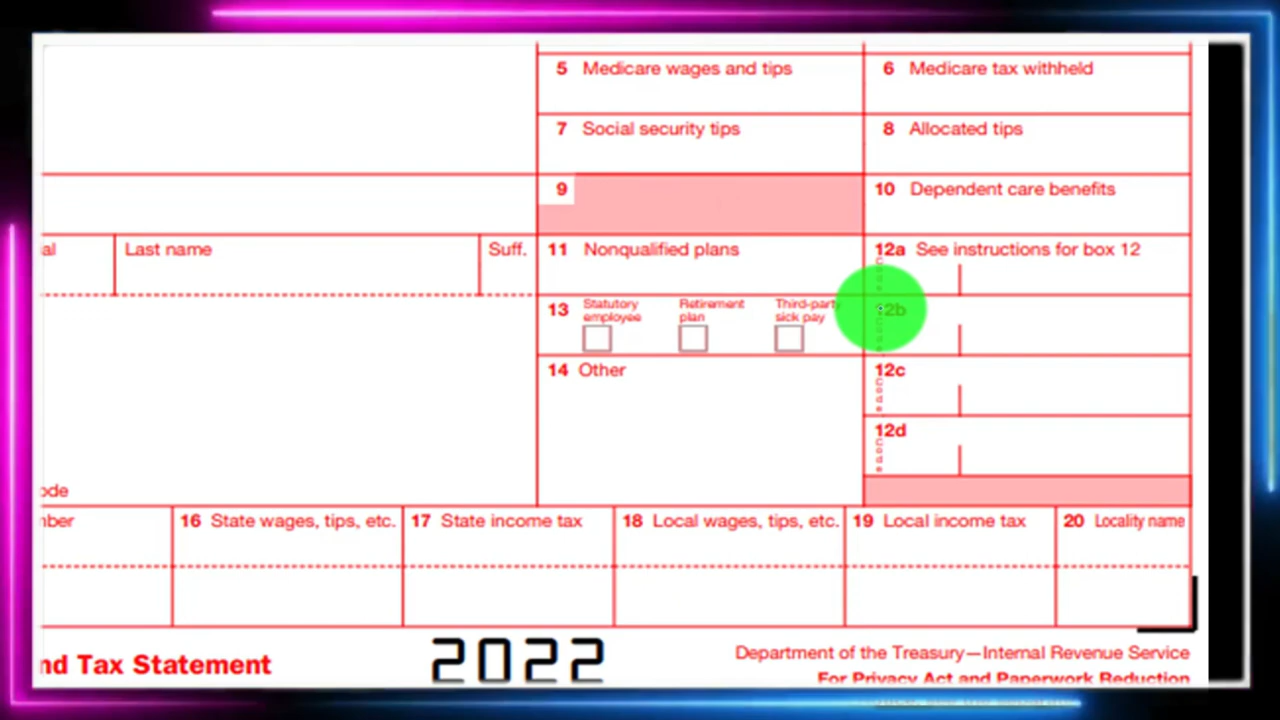 5 Medicare wages and tips
6 Medicare tax withheld
7 Social security tips
8 Allocated tips
9
10 Dependent care benefits
al
Last name
Suff.
11 Nonqualified plans
12a See instructions for box 12
Code
13 Statutory employee
Retirement plan
Third-party sick pay
12b
14 Other
12c
Code
12d
Code
ode
nber
16 State wages, tips, etc.
17 State income tax
18 Local wages, tips, etc.
19 Local income tax
20 Locality name
nd Tax Statement
2022
Department of the Treasury—Internal Revenue Service
For Privacy Act and Paperwork Reduction